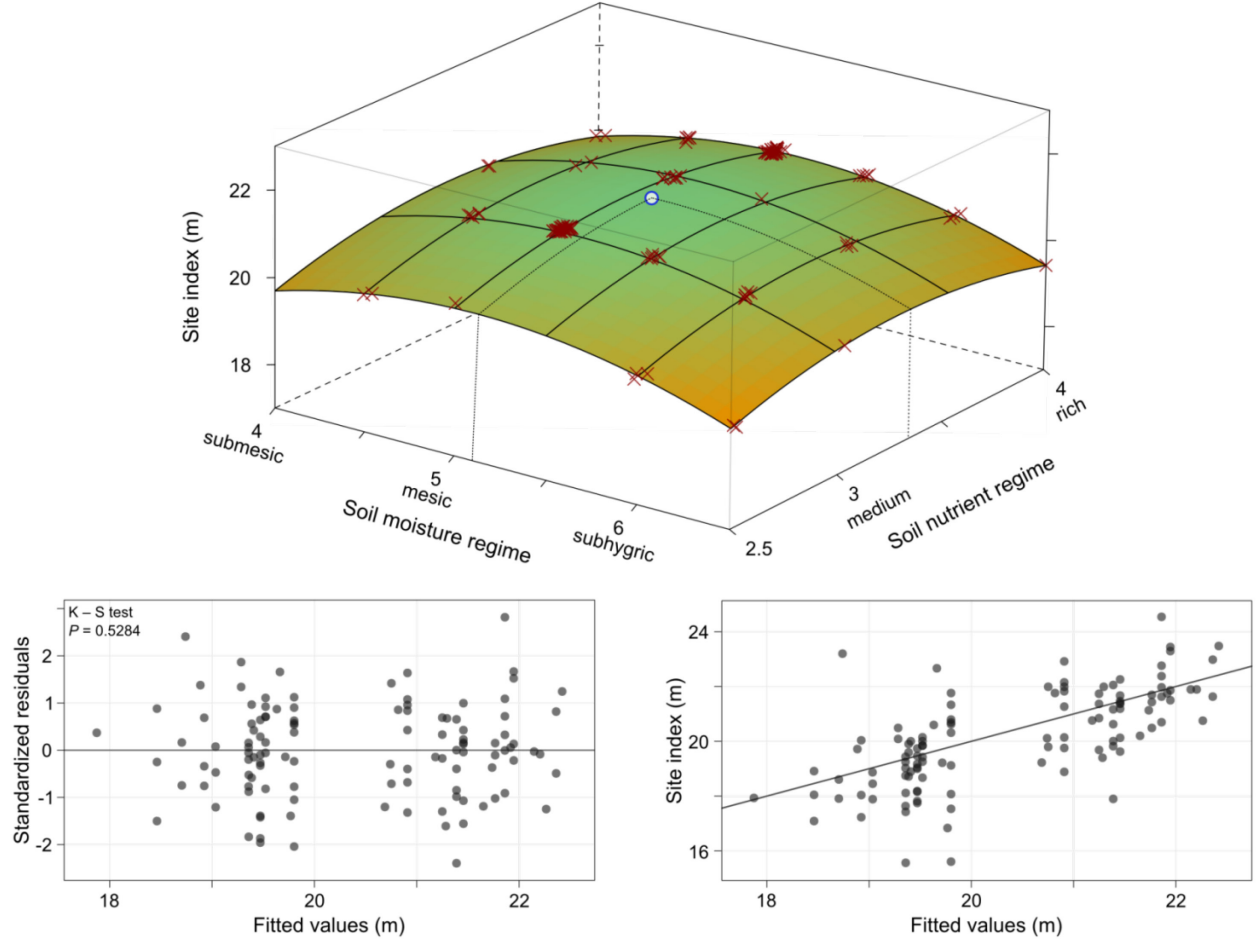 22
20
18
Site index (m)
4
submesic
5
mesic
6
subhygric
Soil moisture regime
2.5
3
medium
4
rich
Soil nutrient regime
K – S test
P = 0.5284
2
1
0
-1
-2
Standardized residuals
18
20
22
Fitted values (m)
24
20
16
Site index (m)
18
20
22
Fitted values (m)